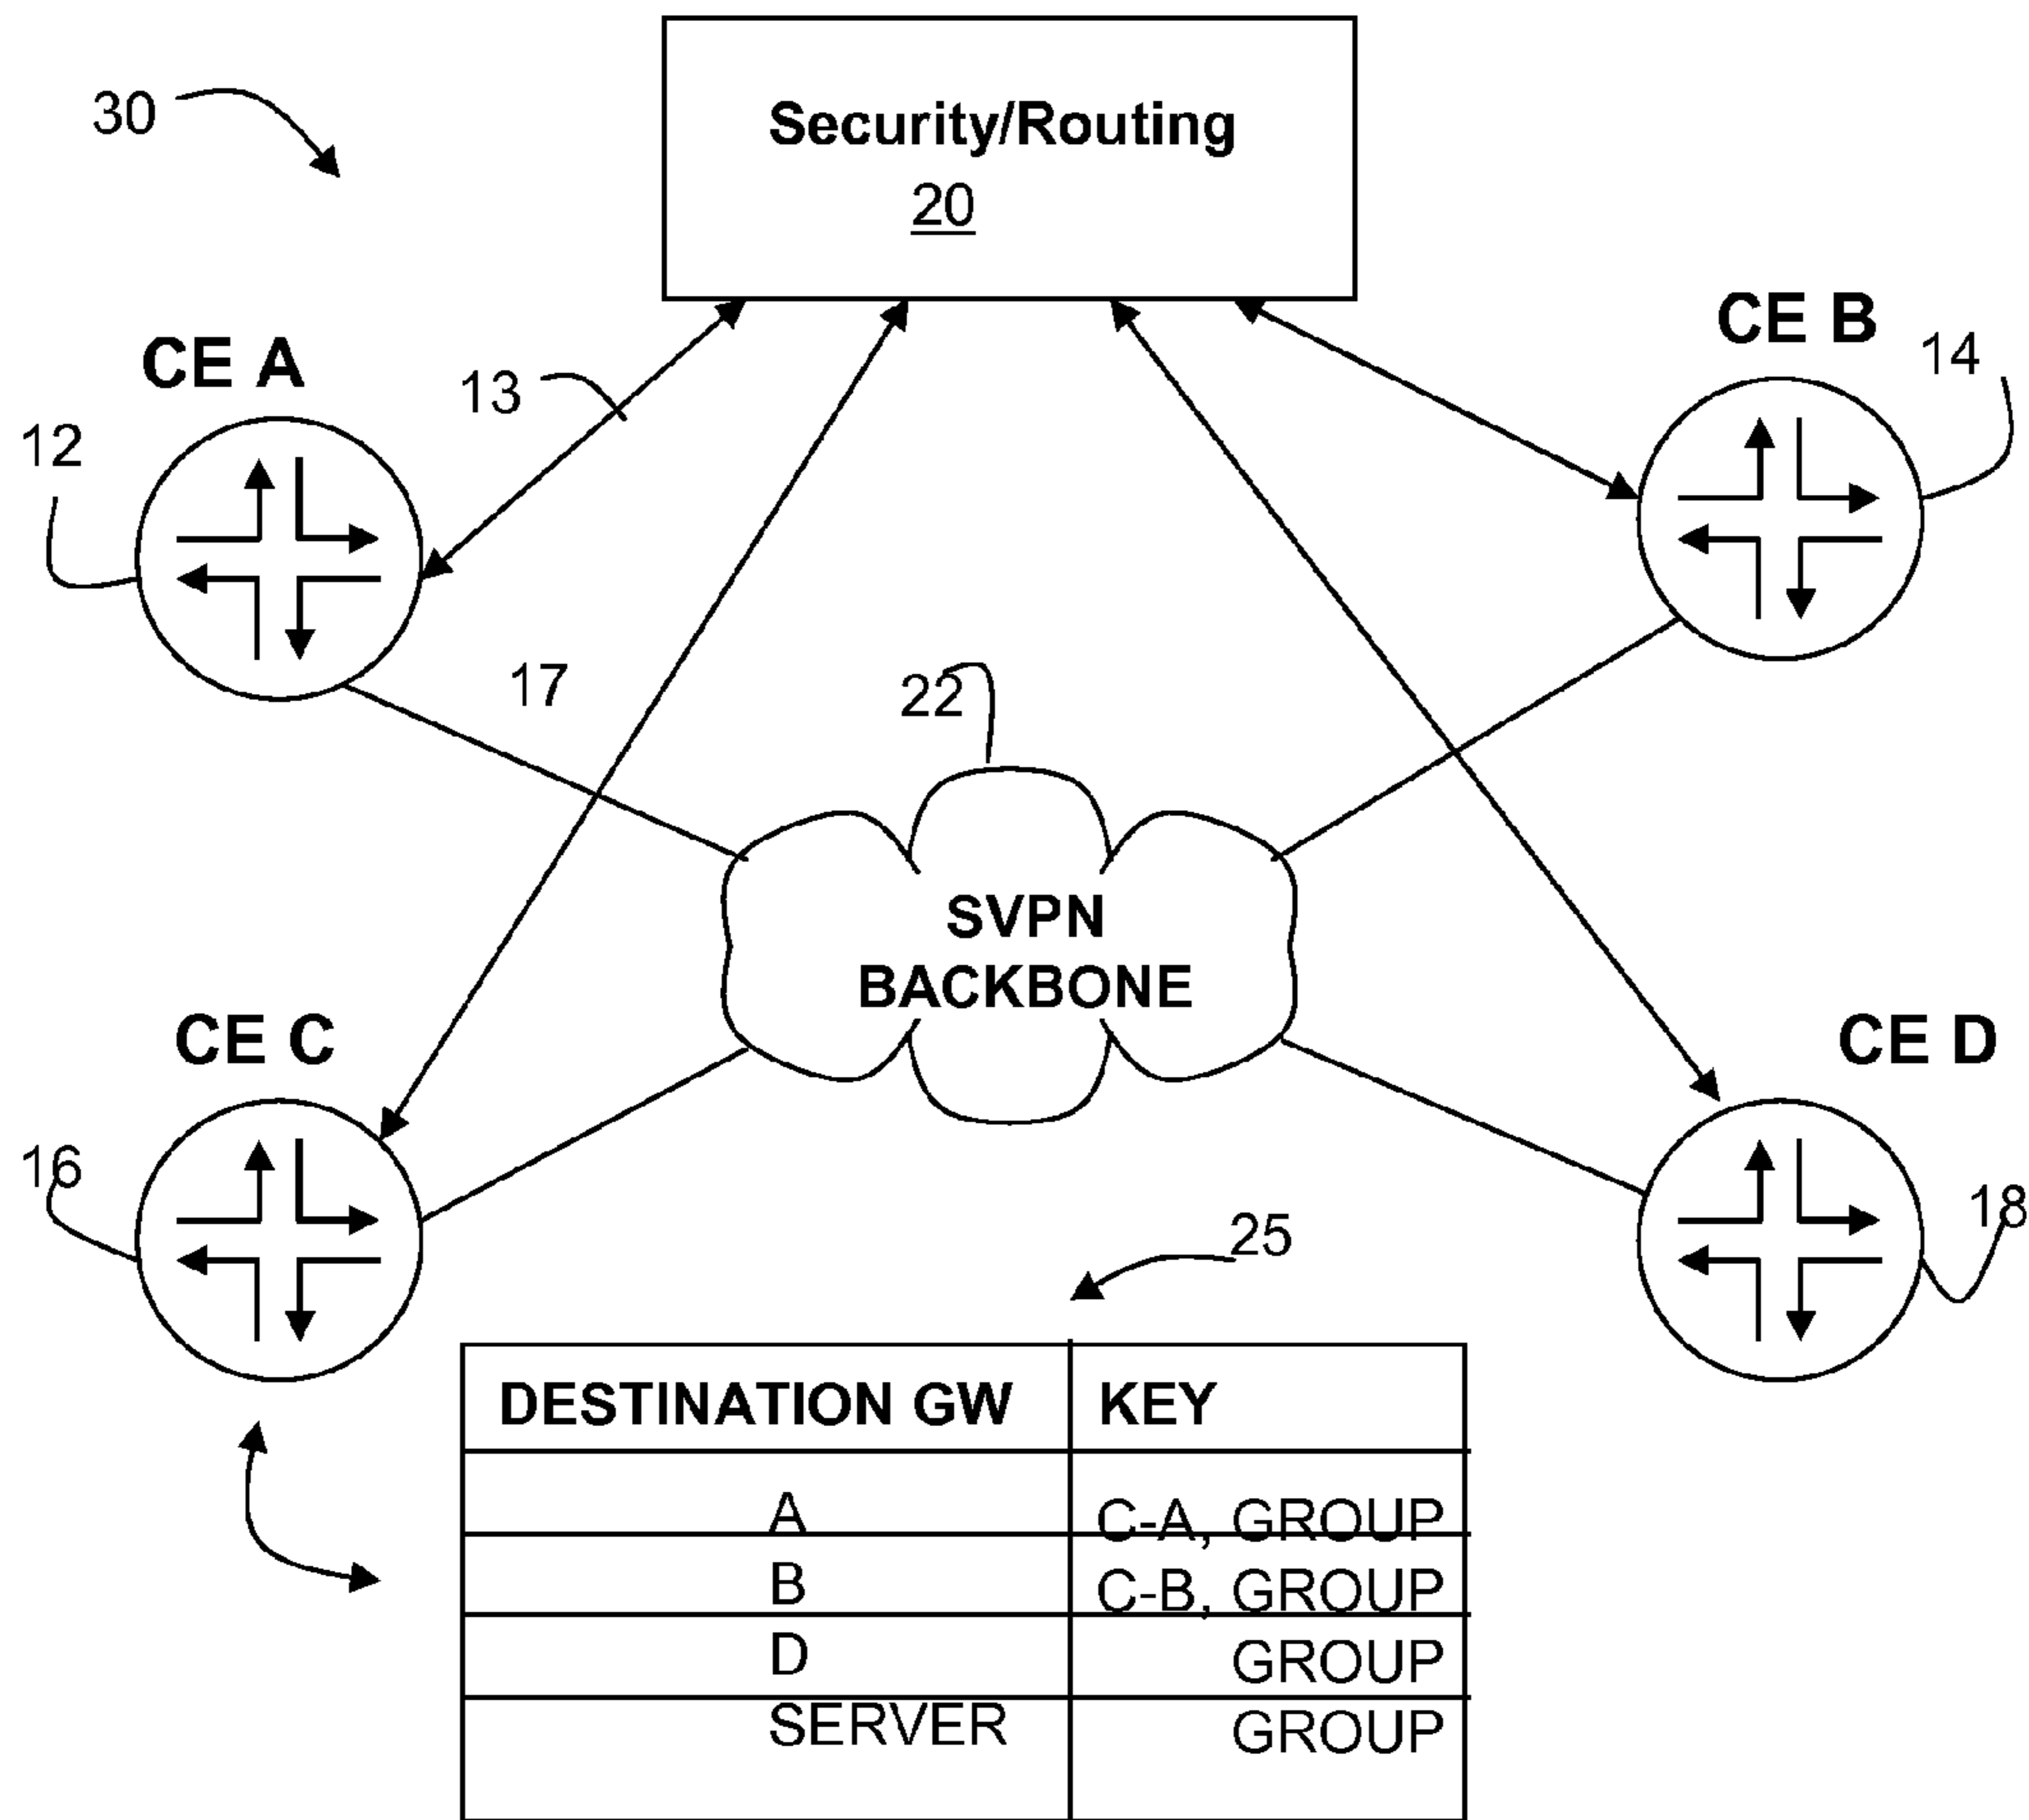 30
Security/Routing
20
CE A
CE B
13
14
12
17
22
SVPN
BACKBONE
CE C
CE D
16
18
25
DESTINATION GW KEY
A C-A, GROUP
B C-B, GROUP
D GROUP
SERVER GROUP